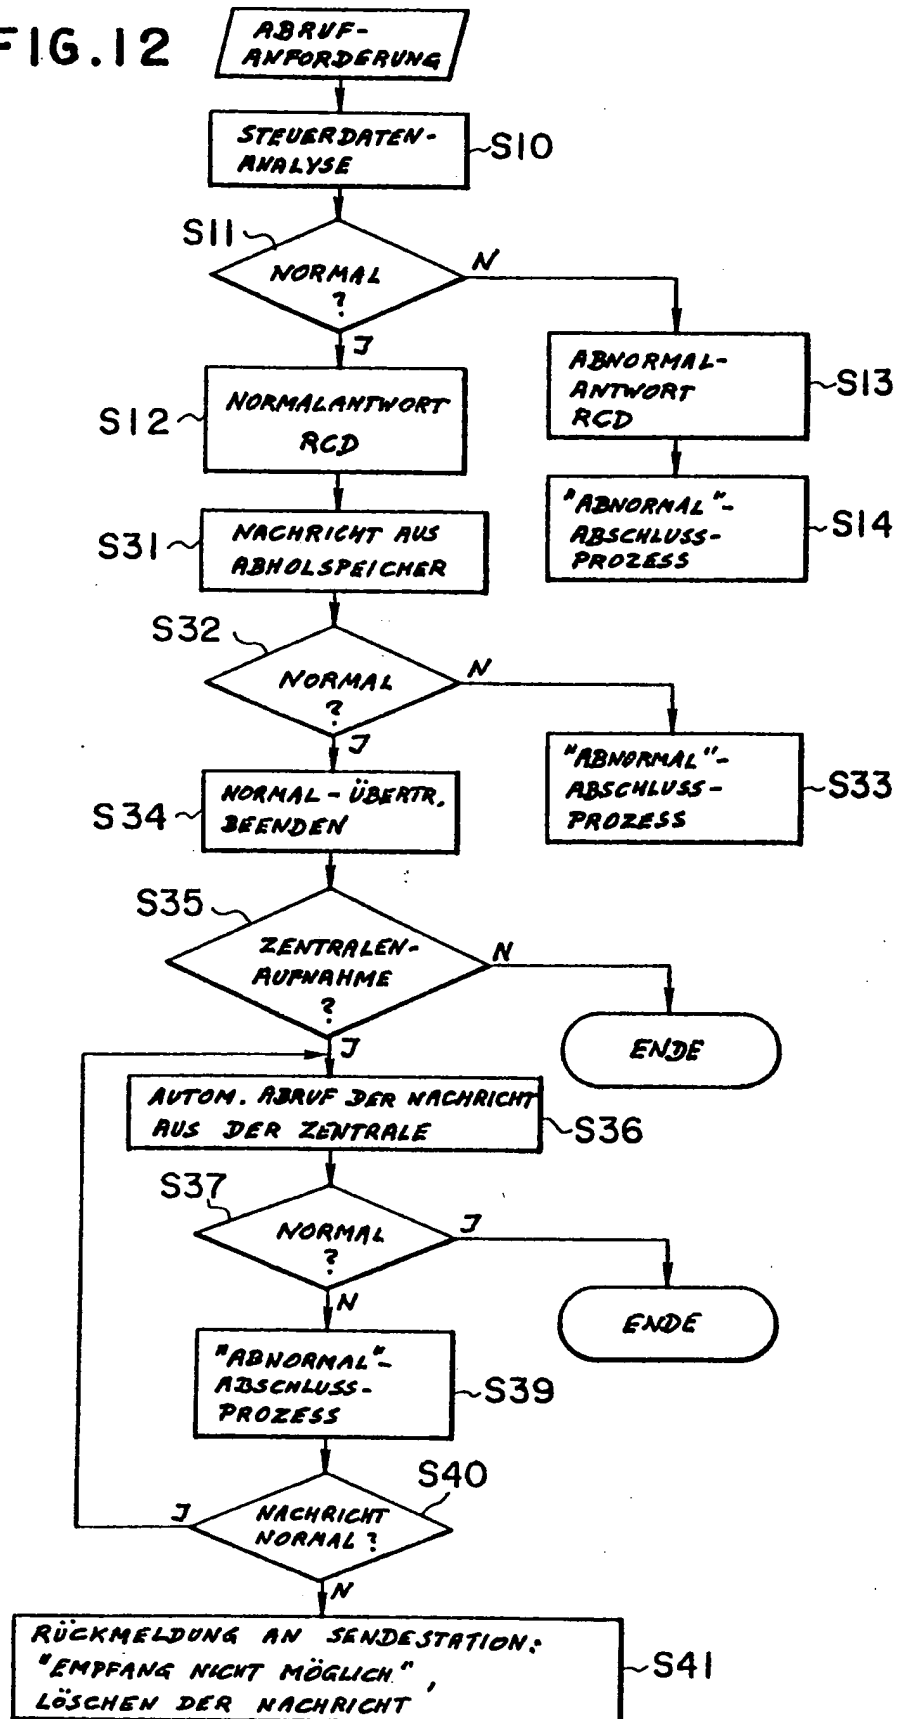 FIG.12
ABRUF-
ANFORDERUNG
STEUERDATEN-
ANALYSE
S10
S11
NORMAL
?
N
J
NORMALANTWORT
RCD
S12
ABNORMAL-
ANTWORT
RCD
S13
"ABNORMAL"-
ABSCHLUSS-
PROZESS
S14
NACHRICHT AUS
ABHOLSPEICHER
S31
S32
NORMAL
?
N
J
"ABNORMAL"-
ABSCHLUSS-
PROZESS
S33
NORMAL-ÜBERTR.
BEENDEN
S34
S35
ZENTRALEN-
AUFNAHME
?
N
J
ENDE
AUTOM. ABRUF DER NACHRICHT
AUS DER ZENTRALE
S36
S37
NORMAL
?
J
N
ENDE
"ABNORMAL"-
ABSCHLUSS-
PROZESS
S39
S40
NACHRICHT
NORMAL?
J
N
RÜCKMELDUNG AN SENDESTATION:
"EMPFANG NICHT MÖGLICH",
LÖSCHEN DER NACHRICHT
S41